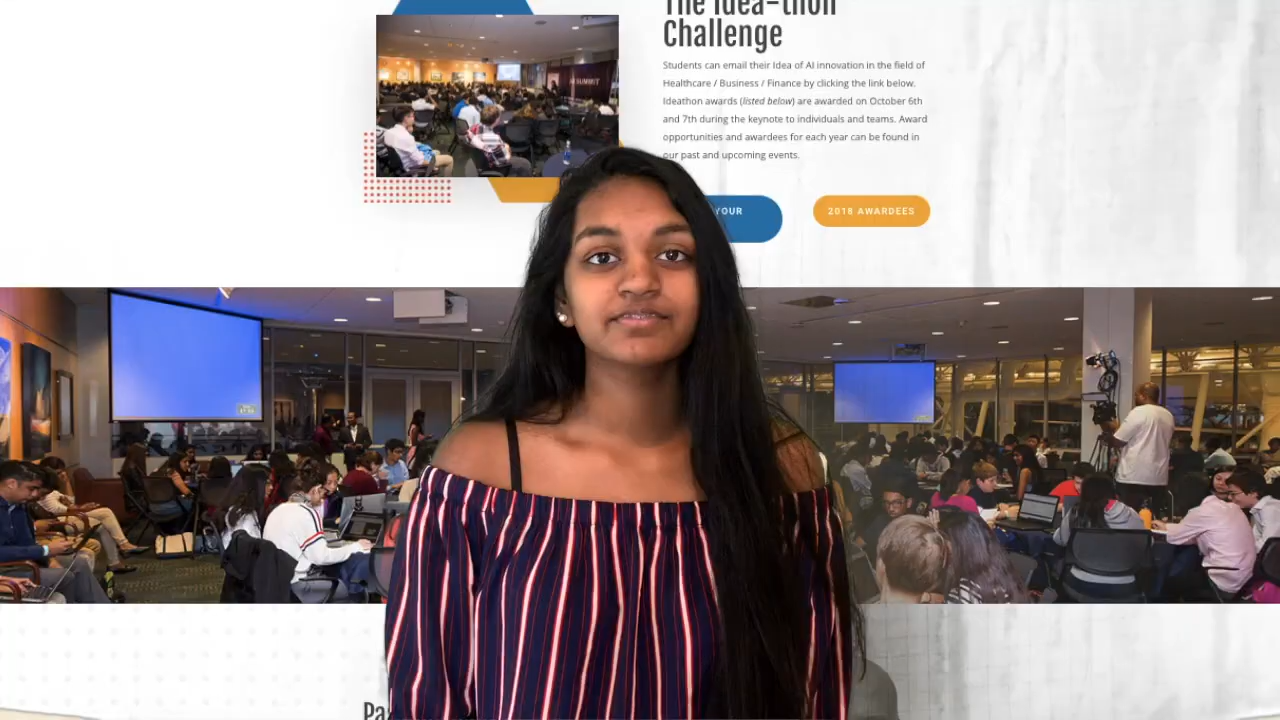 The Idea-thon
Challenge
Students can email their Idea of AI innovation in the field of
Healthcare / Business / Finance by clicking the link below.
Ideathon awards (listed below) are awarded on October 6th
and 7th during the keynote to individuals and teams. Award
opportunities and awardees for each year can be found in
our past and upcoming events.
YOUR
2018 AWARDEES
AI SUMMIT
Pa